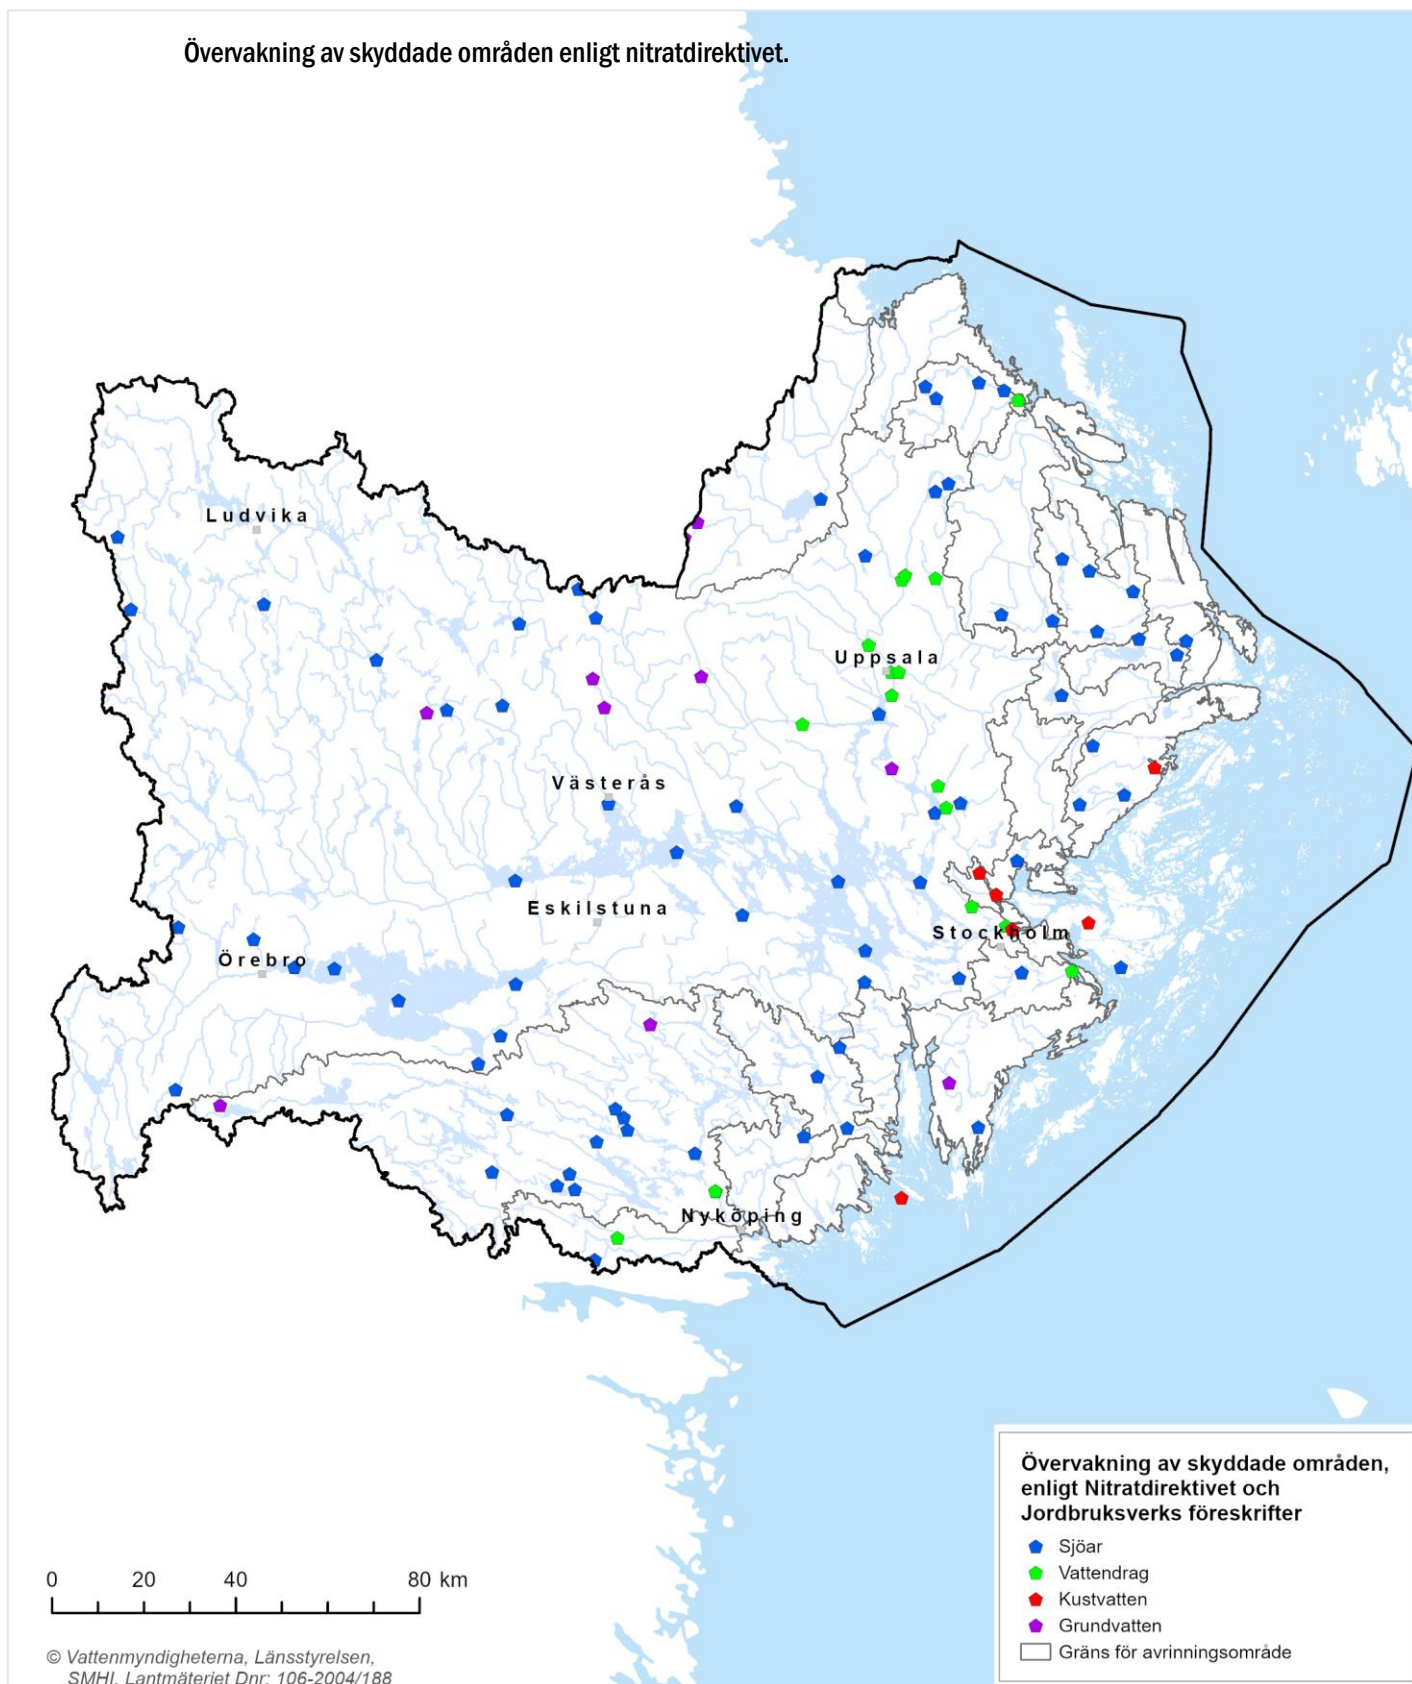 Övervakning av skyddade områden enligt nitratdirektivet.
Ludvika
Uppsala
Västerås
Eskilstuna
Stockholm
Örebro
Nyköping
Övervakning av skyddade områden,
enligt Nitratdirektivet och
Jordbruksverks föreskrifter
Sjöar
Vattendrag
Kustvatten
Grundvatten
Gräns för avrinningsområde
0 20 40 80 km
© Vattenmyndigheterna, Länsstyrelsen,
SMHI, Lantmäteriet Dnr: 106-2004/188